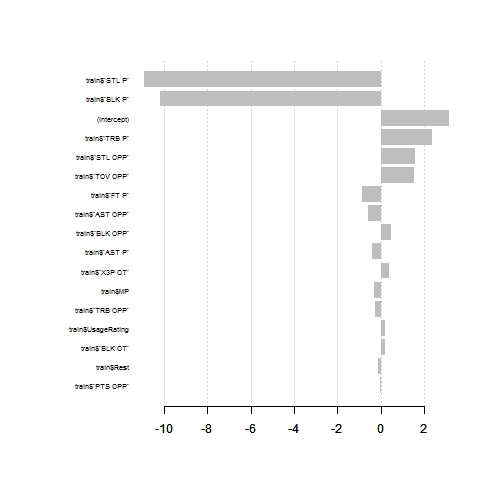 train$"STL P"
train$"BLK P"
(Intercept)
train$"TRB P"
train$"STL OPP"
train$"TOV OPP"
train$"FT P"
train$"AST OPP"
train$"BLK OPP"
train$"AST P"
train$"X3P OT"
train$MP
train$"TRB OPP"
train$UsageRating
train$"BLK OT"
train$Rest
train$"PTS OPP"
-10 -8 -6 -4 -2 0 2